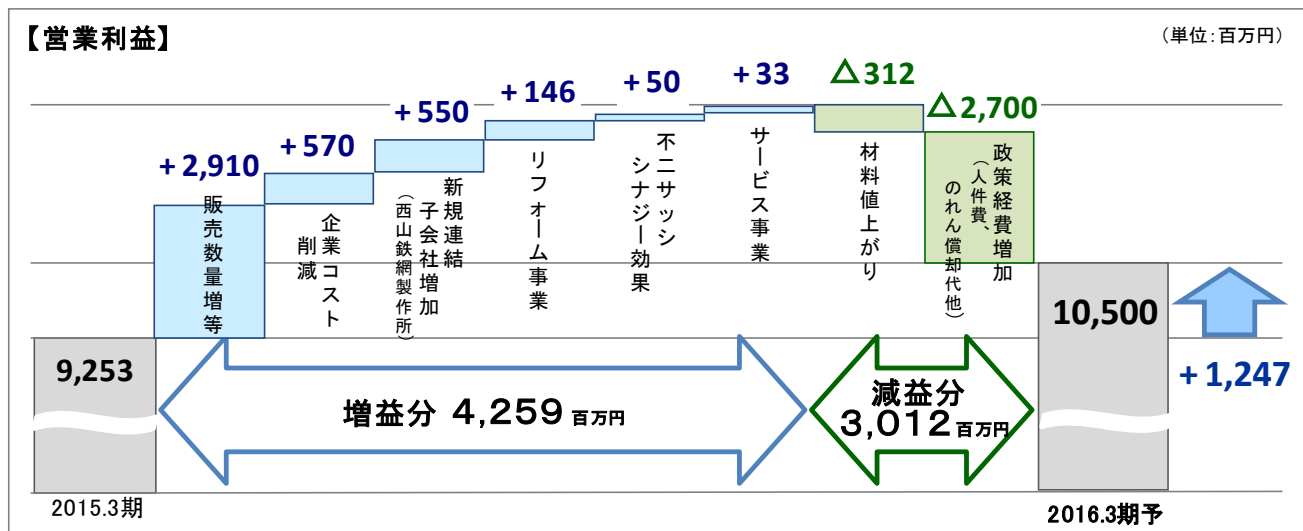 【営業利益】
(単位:百万円)
+2,910
+570
+550
+146
+50
+33
△312
△2,700
販売数量増等
企業コスト
削減
新規連結
子会社増加
(西山鉄網製作所)
リフォーム事業
不二サッシ
シナジー効果
サービス事業
材料値上がり
政策経費増加
(人件費、
のれん償却代他)
9,253
10,500
+1,247
増益分 4,259 百万円
減益分
3,012百万円
2015.3期
2016.3期予